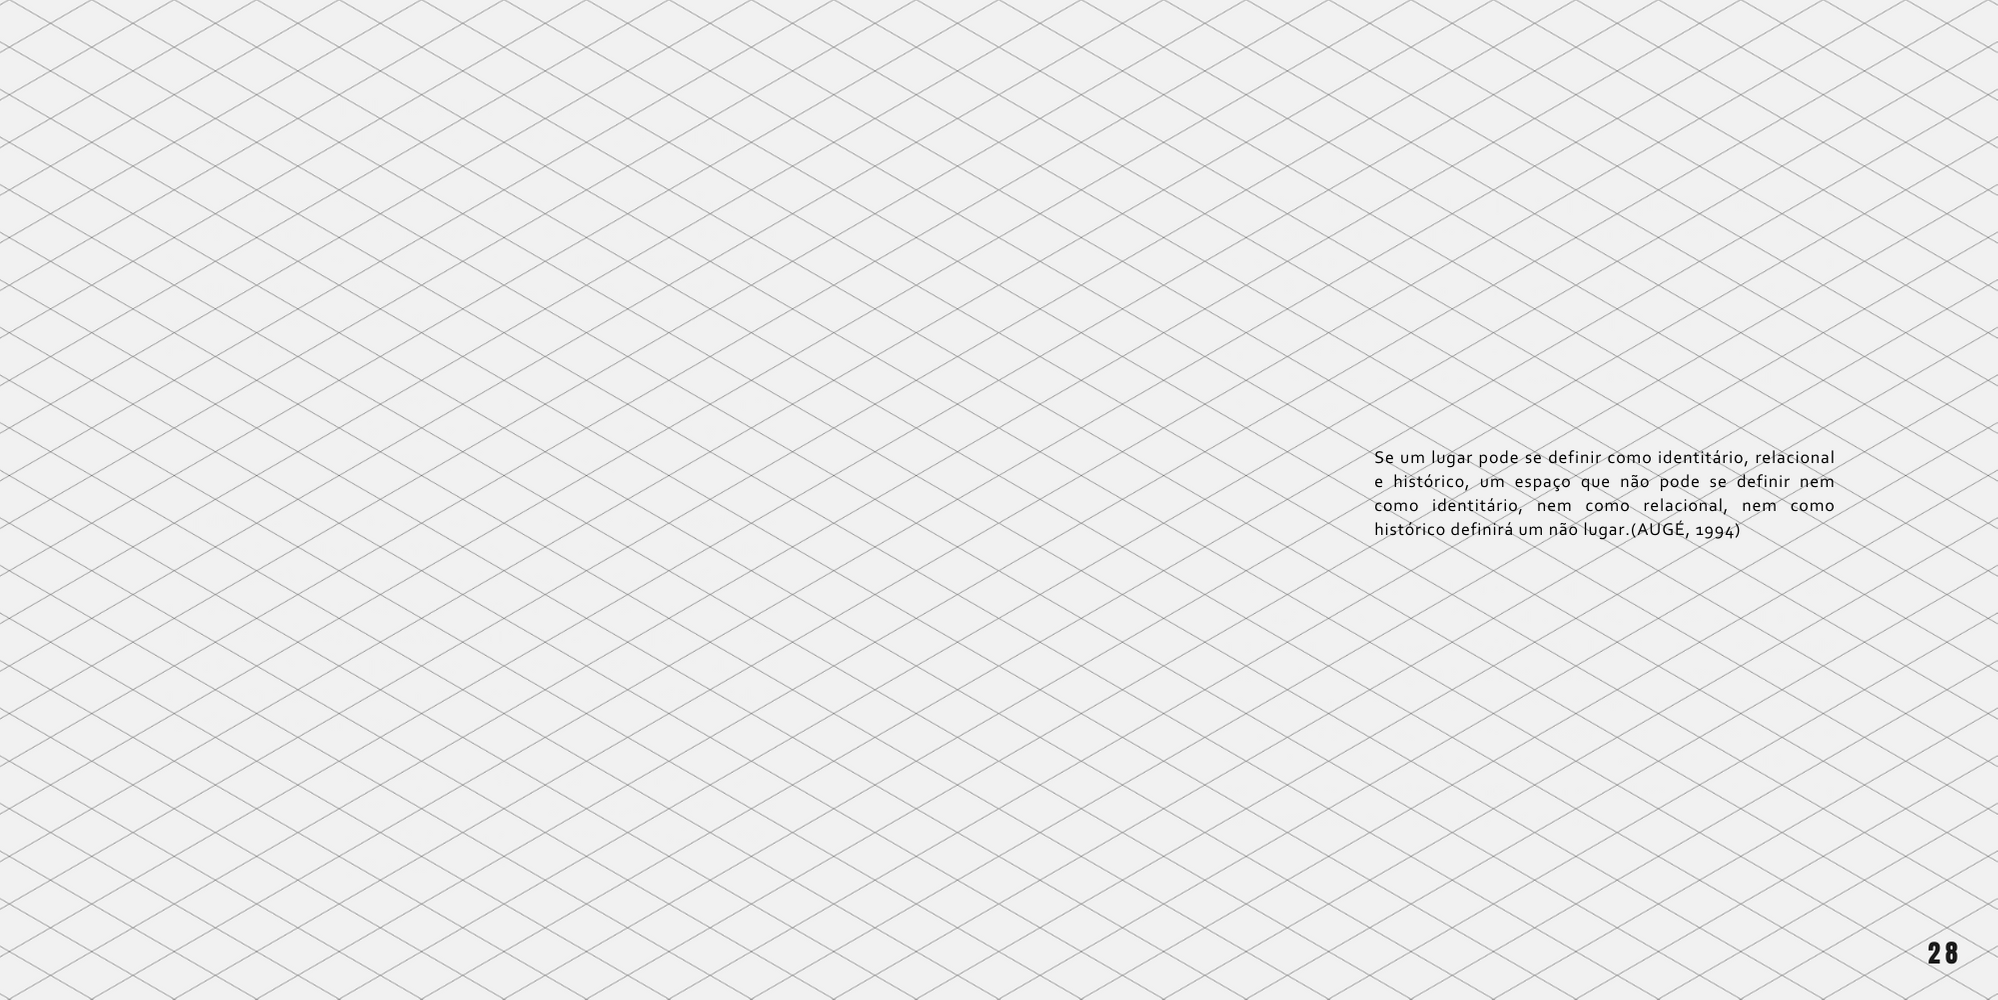 Se um lugar pode se definir como identitário, relacional
e histórico, um espaço que não pode se definir nem
como identitário, nem como relacional, nem como
histórico definirá um não lugar.(AUGÉ, 1994)
28